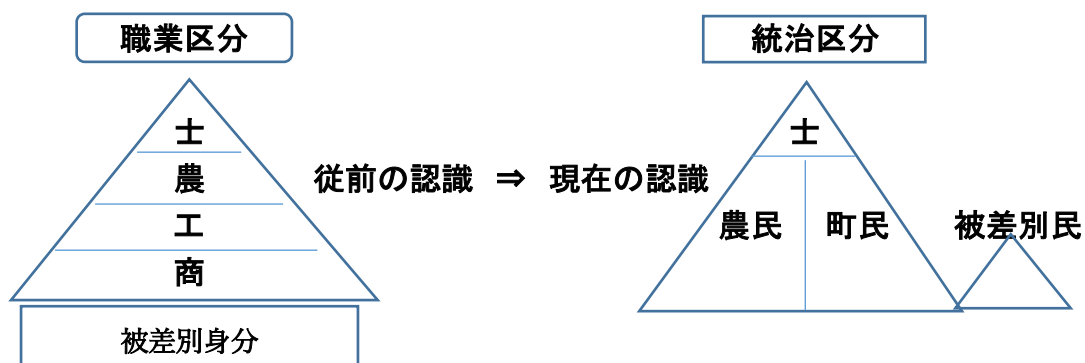 職業区分
士
農
工
商
被差別身分
従前の認識 ⇒ 現在の認識
統治区分
士
農民
町民
被差別民